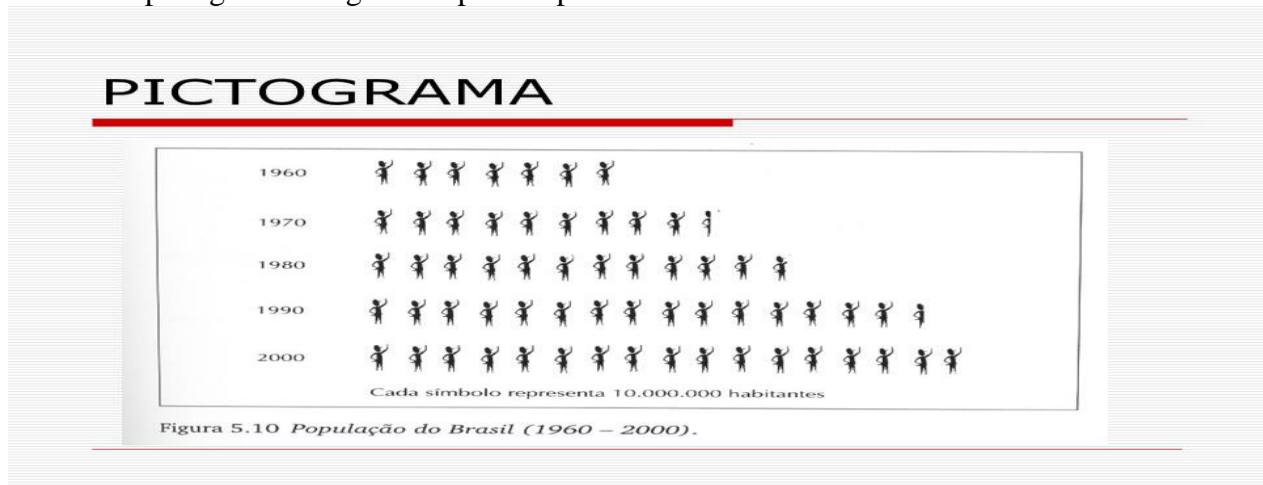 PICTOGRAMA
1960
1970
1980
1990
2000
Cada símbolo representa 10.000.000 habitantes
Figura 5.10 População do Brasil (1960 – 2000).